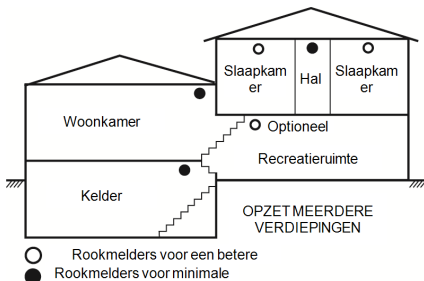 Slaapkam
er
Hal
Slaapkam
er
Woonkamer
Optioneel
Recreatieruimte
Kelder
OPZET MEERDERE
VERDIEPINGEN
Rookmelders voor een betere
Rookmelders voor minimale